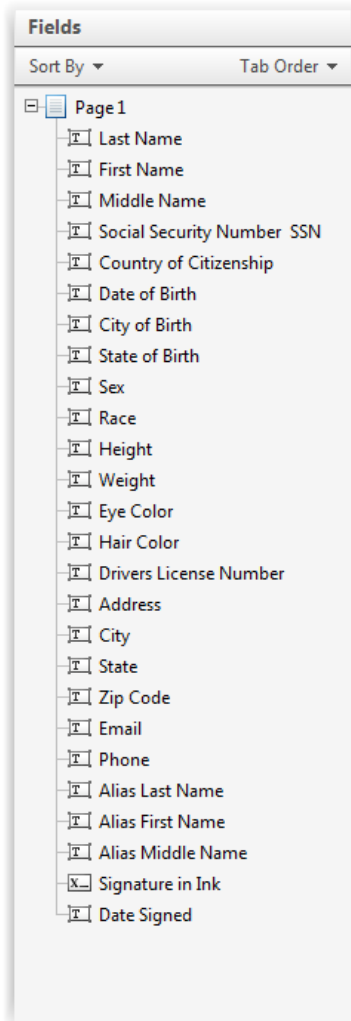 Fields
Sort By Tab Order
Page 1
Last Name
First Name
Middle Name
Social Security Number  SSN
Country of Citizenship
Date of Birth
City of Birth
State of Birth
Sex
Race
Height
Weight
Eye Color
Hair Color
Drivers License Number
Address
City
State
Zip Code
Email
Phone
Alias Last Name
Alias First Name
Alias Middle Name
Signature in Ink
Date Signed